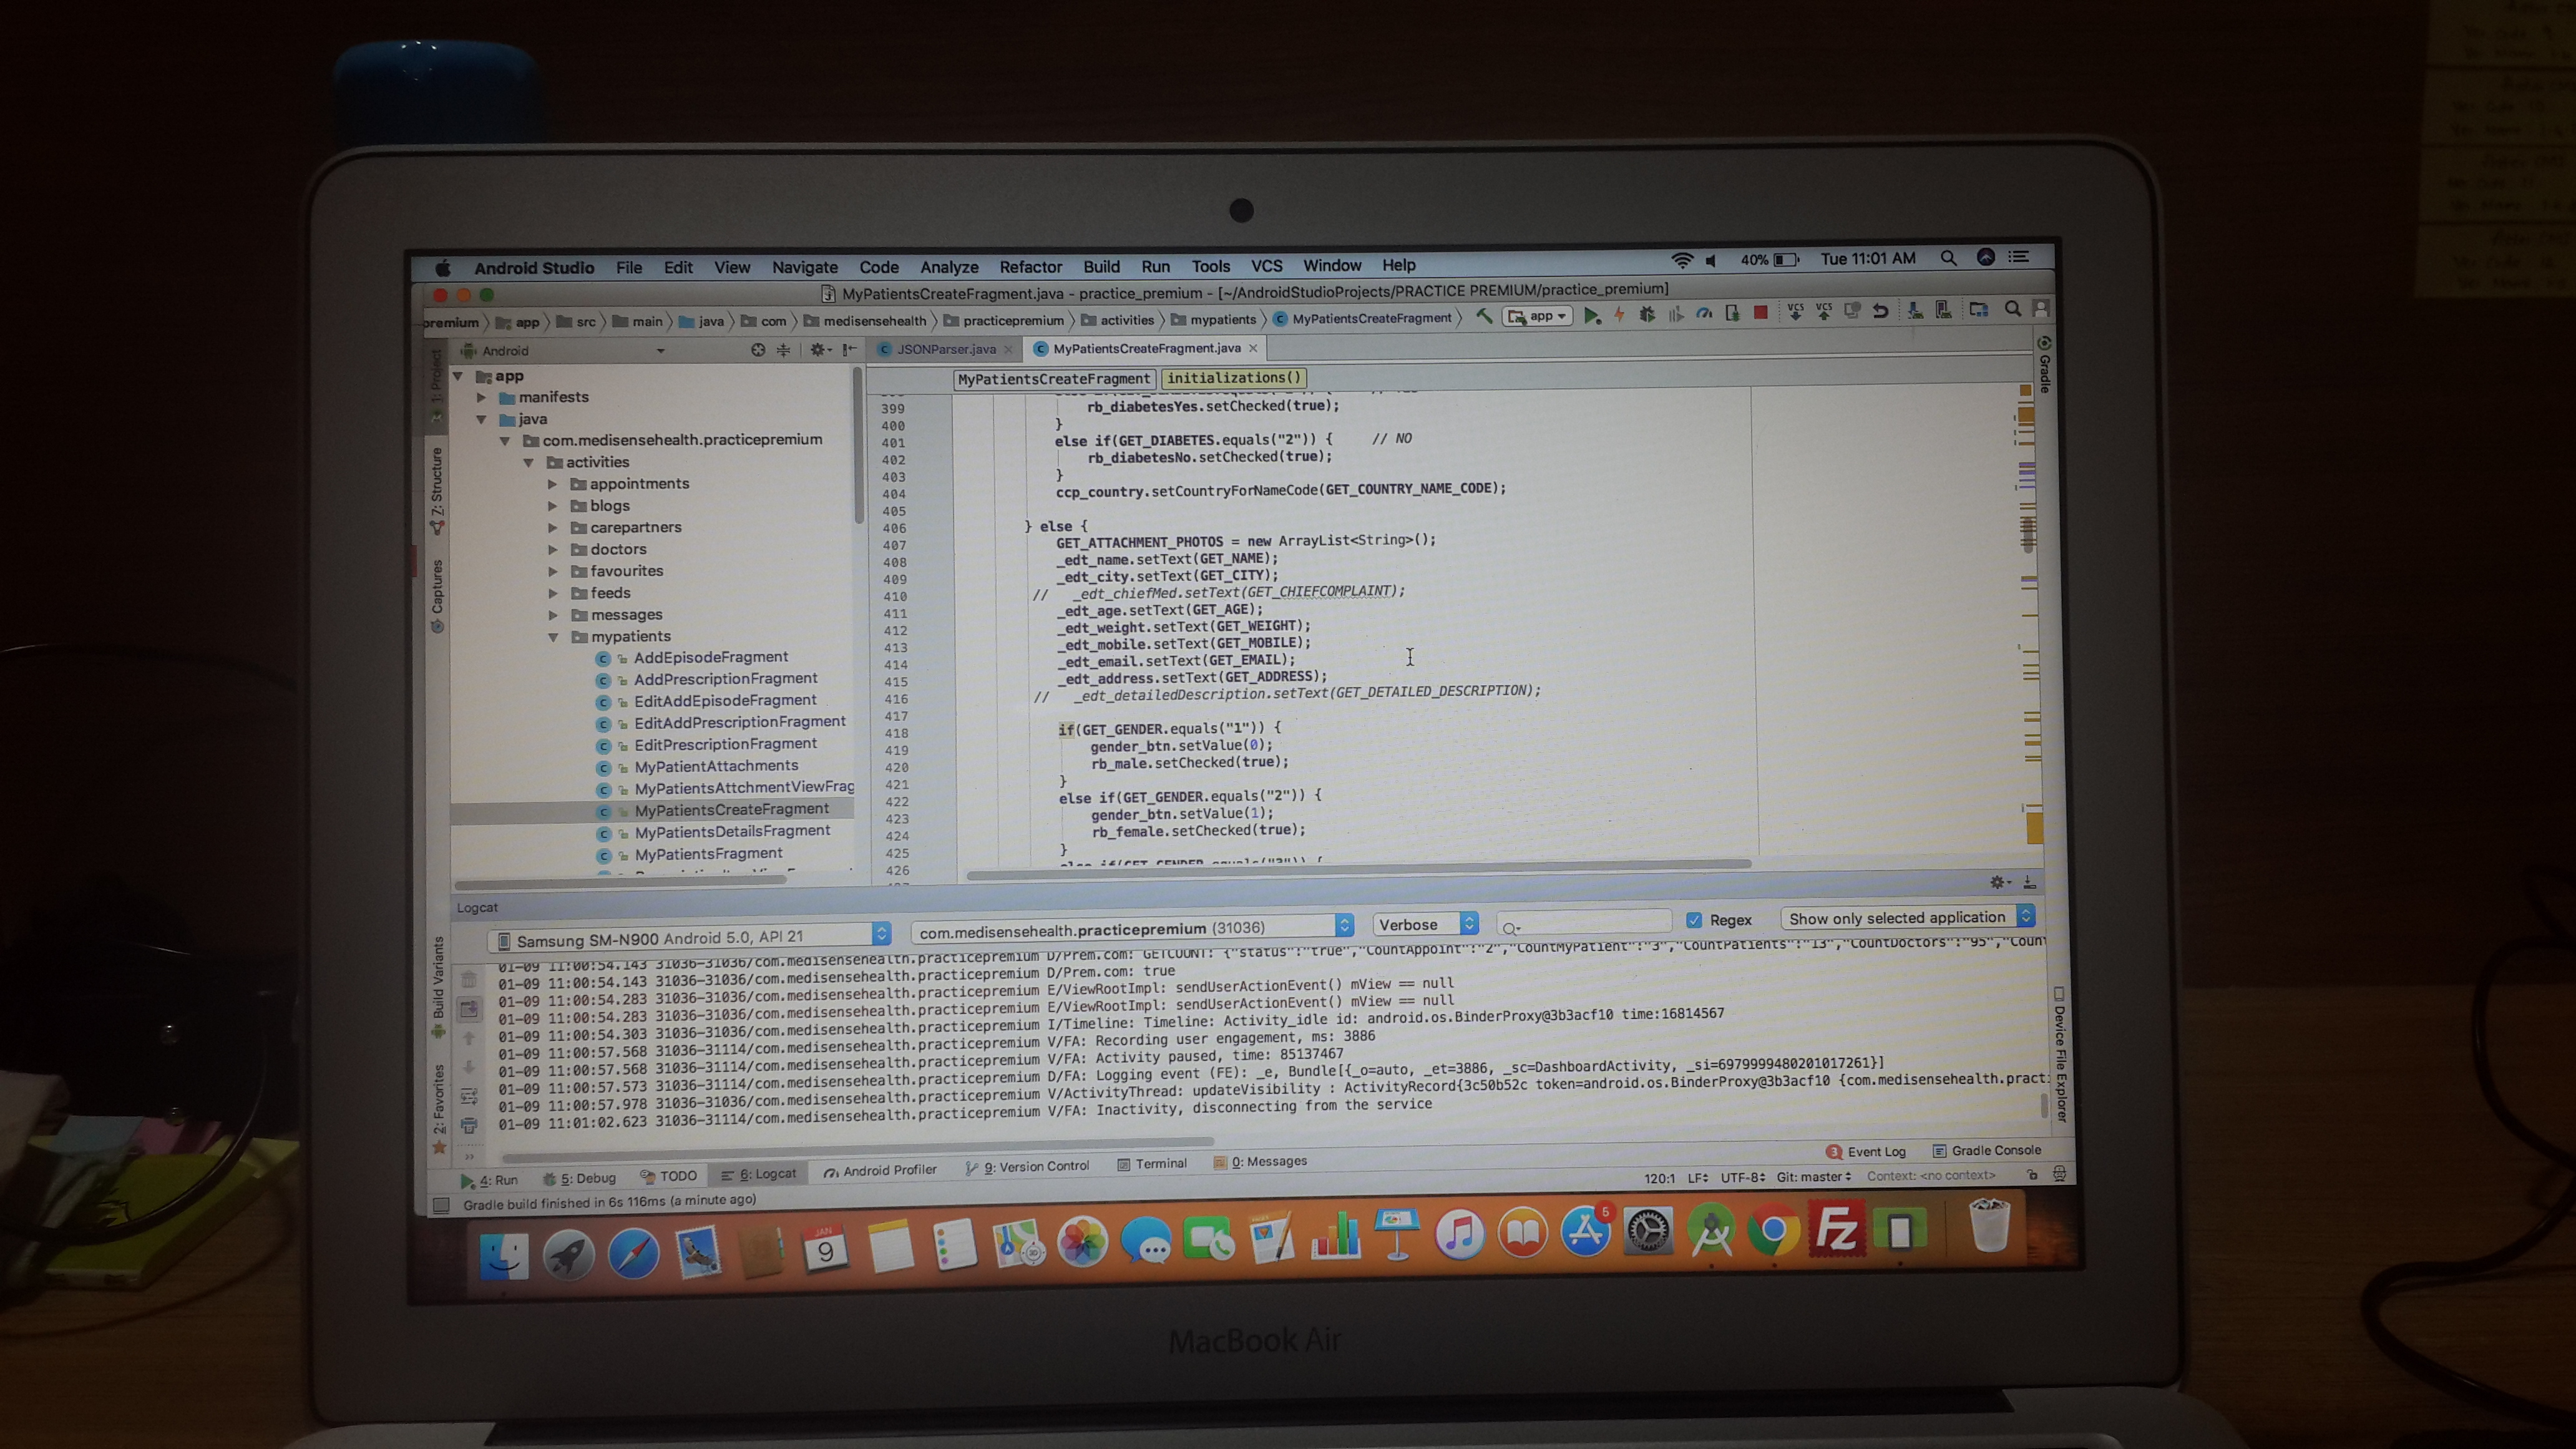 Android Studio File Edit View Navigate Code Analyze Refactor Build Run Tools VCS Window Help 40% Tue 11:01 AM
MyPatientsCreateFragment.java - practice_premium - [~/AndroidStudioProjects/PRACTICE PREMIUM/practice_premium]
premium app src main java com medisensehealth practicepremium activities mypatients MyPatientsCreateFragment app VCS VCS
Android JSONParser.java MyPatientsCreateFragment.java
MyPatientsCreateFragment initializations()
1: Project
7: Structure
Captures
Build Variants
2: Favorites
app
manifests
java
com.medisensehealth.practicepremium
activities
appointments
blogs
carepartners
doctors
favourites
feeds
messages
mypatients
AddEpisodeFragment
AddPrescriptionFragment
EditAddEpisodeFragment
EditAddPrescriptionFragment
EditPrescriptionFragment
MyPatientAttachments
MyPatientsAttchmentViewFrag
MyPatientsCreateFragment
MyPatientsDetailsFragment
MyPatientsFragment
399 rb_diabetesYes.setChecked(true);
400 }
401 else if(GET_DIABETES.equals("2")) { // NO
402 rb_diabetesNo.setChecked(true);
403 }
404 ccp_country.setCountryForNameCode(GET_COUNTRY_NAME_CODE);
405
406 } else {
407 GET_ATTACHMENT_PHOTOS = new ArrayList<String>();
408 _edt_name.setText(GET_NAME);
409 _edt_city.setText(GET_CITY);
410 // _edt_chiefMed.setText(GET_CHIEFCOMPLAINT);
411 _edt_age.setText(GET_AGE);
412 _edt_weight.setText(GET_WEIGHT);
413 _edt_mobile.setText(GET_MOBILE);
414 _edt_email.setText(GET_EMAIL);
415 _edt_address.setText(GET_ADDRESS);
416 // _edt_detailedDescription.setText(GET_DETAILED_DESCRIPTION);
417
418 if(GET_GENDER.equals("1")) {
419 gender_btn.setValue(0);
420 rb_male.setChecked(true);
421 }
422 else if(GET_GENDER.equals("2")) {
423 gender_btn.setValue(1);
424 rb_female.setChecked(true);
425 }
426 else if(GET_GENDER.equals("3")) {
Gradle
Device File Explorer
Logcat
Samsung SM-N900 Android 5.0, API 21 com.medisensehealth.practicepremium (31036) Verbose Regex Show only selected application
01-09 11:00:54.143 31036-31036/com.medisensehealth.practicepremium D/Prem.com: GETCOUNT: {"status":"true","CountAppoint":"2","CountMyPatient":"3","CountPatients":"13","CountDoctors":"95","Coun
01-09 11:00:54.143 31036-31036/com.medisensehealth.practicepremium D/Prem.com: true
01-09 11:00:54.283 31036-31036/com.medisensehealth.practicepremium E/ViewRootImpl: sendUserActionEvent() mView == null
01-09 11:00:54.283 31036-31036/com.medisensehealth.practicepremium E/ViewRootImpl: sendUserActionEvent() mView == null
01-09 11:00:54.303 31036-31036/com.medisensehealth.practicepremium I/Timeline: Timeline: Activity_idle id: android.os.BinderProxy@3b3acf10 time:16814567
01-09 11:00:57.568 31036-31114/com.medisensehealth.practicepremium V/FA: Recording user engagement, ms: 3886
01-09 11:00:57.568 31036-31114/com.medisensehealth.practicepremium V/FA: Activity paused, time: 85137467
01-09 11:00:57.573 31036-31114/com.medisensehealth.practicepremium D/FA: Logging event (FE): _e, Bundle[{_o=auto, _et=3886, _sc=DashboardActivity, _si=6979999480201017261}]
01-09 11:00:57.978 31036-31036/com.medisensehealth.practicepremium V/ActivityThread: updateVisibility : ActivityRecord{3c50b52c token=android.os.BinderProxy@3b3acf10 {com.medisensehealth.pract
01-09 11:01:02.623 31036-31114/com.medisensehealth.practicepremium V/FA: Inactivity, disconnecting from the service
4: Run 5: Debug TODO 6: Logcat Android Profiler 9: Version Control Terminal 0: Messages 3 Event Log Gradle Console
Gradle build finished in 6s 116ms (a minute ago) 120:1 LF UTF-8 Git: master Context: <no context>
JAN
9
5
Fz
MacBook Air